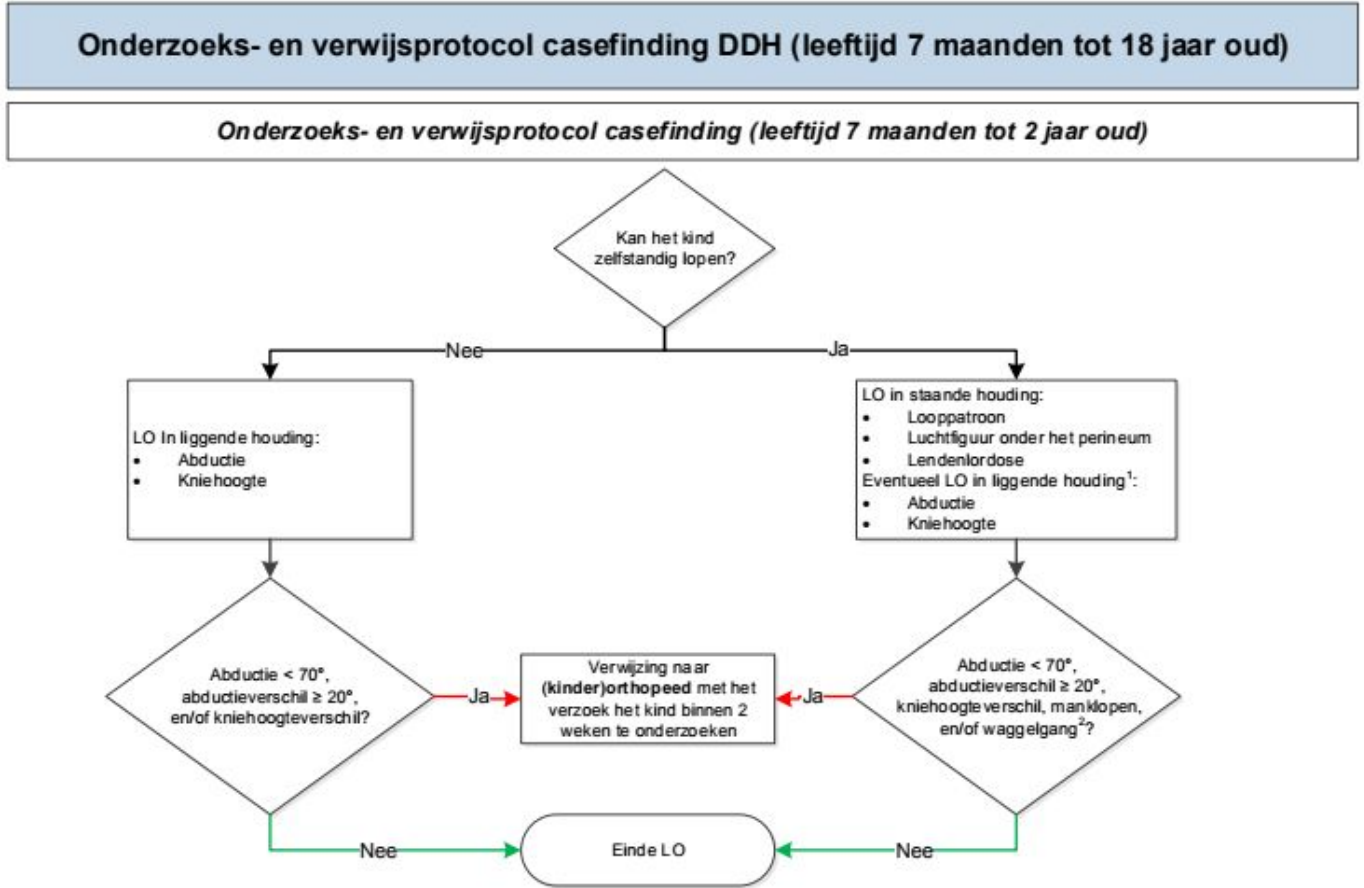 Onderzoeks- en verwijsprotocol casefinding DDH (leeftijd 7 maanden tot 18 jaar oud)
Onderzoeks- en verwijsprotocol casefinding (leeftijd 7 maanden tot 2 jaar oud)
Kan het kind
zelfstandig lopen?
Nee
Ja
LO In liggende houding:
• Abductie
• Kniehoogte
LO in staande houding:
• Looppatroon
• Luchtfiguur onder het perineum
• Lendenlordose
Eventueel LO in liggende houding¹:
• Abductie
• Kniehoogte
Abductie < 70°,
abductieverschil ≥ 20°,
en/of kniehoogteverschil?
Ja
Verwijzing naar
(kinder)orthopeed met het
verzoek het kind binnen 2
weken te onderzoeken
Ja
Abductie < 70°,
abductieverschil ≥ 20°,
kniehoogteverschil, manklopen,
en/of waggelgang²?
Nee
Einde LO
Nee